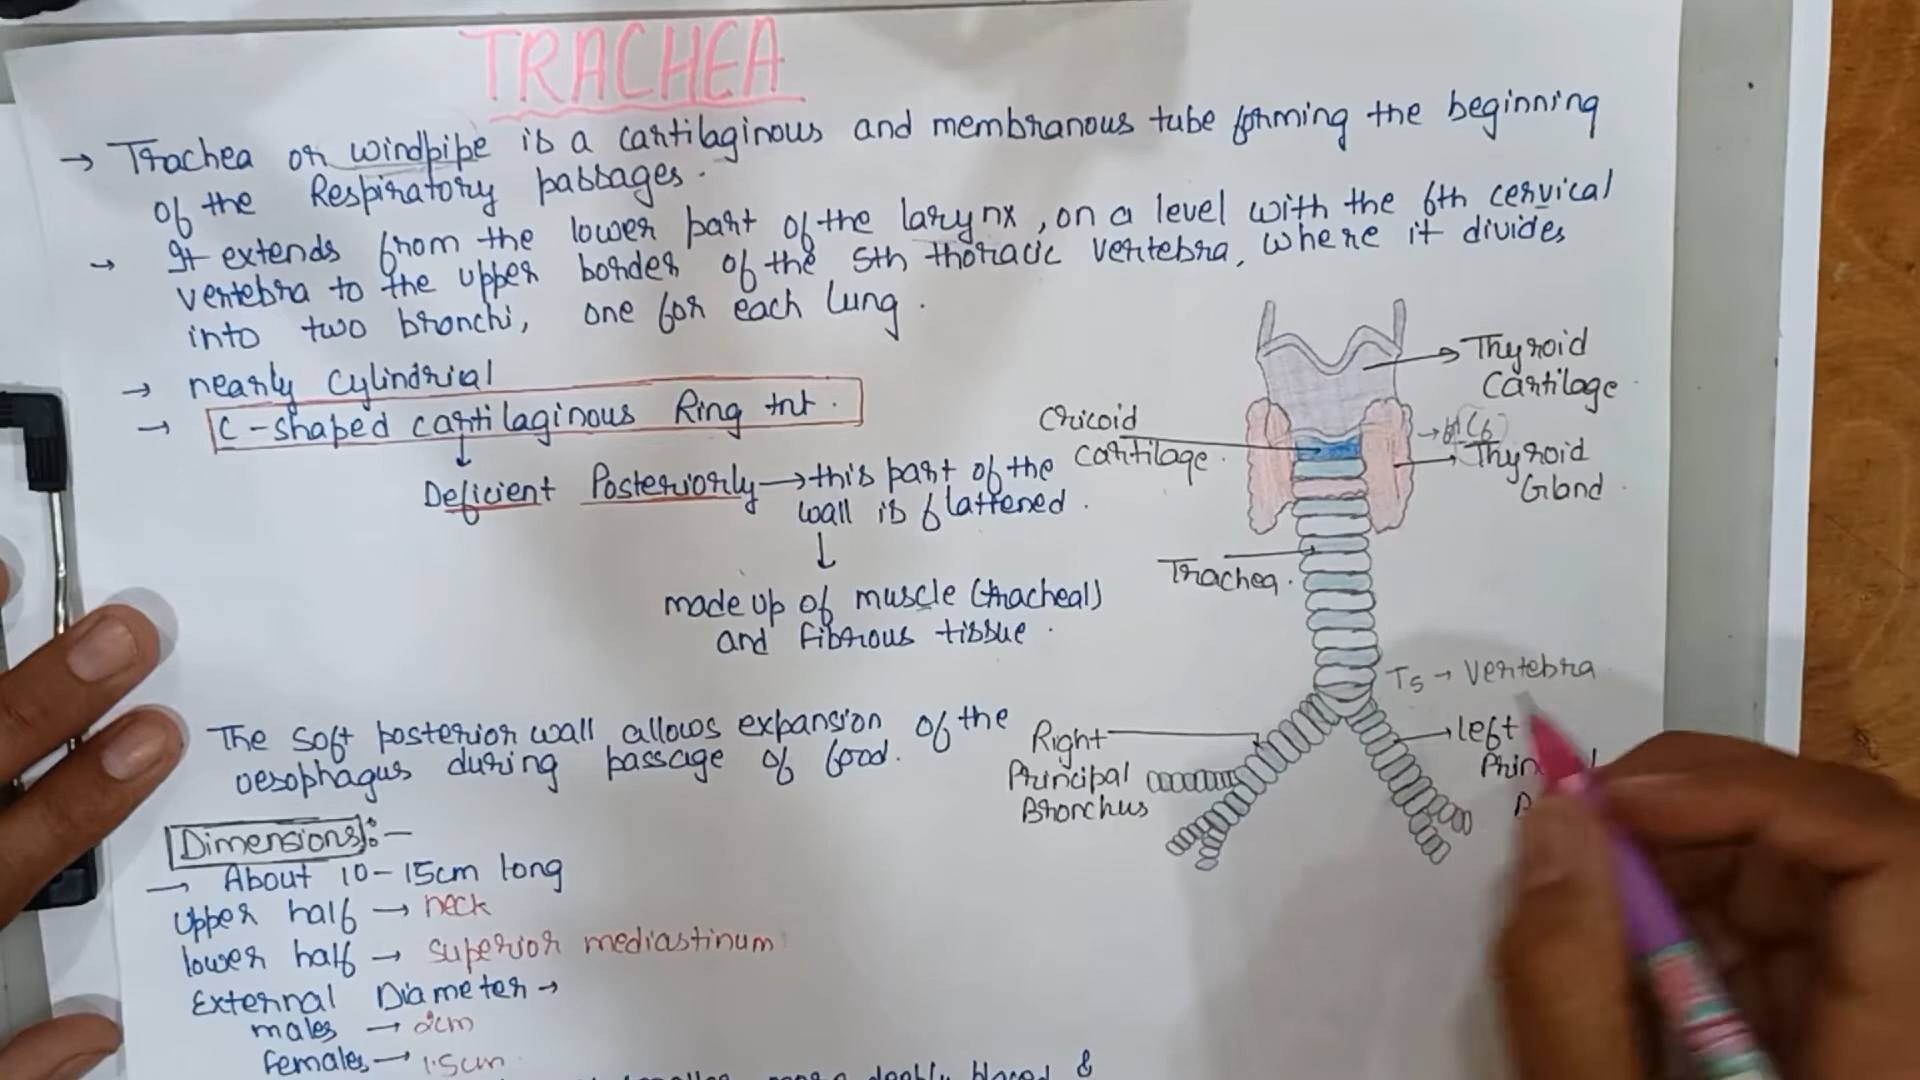 TRACHEA
→ Trachea or windpipe is a cartilaginous and membranous tube forming the beginning
of the Respiratory passages.
→ It extends from the lower part of the larynx, on a level with the 6th cervical
vertebra to the upper border of the 5th thoracic vertebra, where it divides
into two bronchi, one for each lung.
→ nearly cylindrical
→ C-shaped cartilaginous Ring
Deficient Posteriorly → this part of the
wall is flattened.
made up of muscle (tracheal)
and fibrous tissue.
The soft posterior wall allows expansion of the
oesophagus during passage of food.
Dimensions:-
→ About 10-15cm long
Upper half → neck
lower half → superior mediastinum
External Diameter →
males → 2cm
females → 1.5cm
placed &
Thyroid
Cartilage.
Cricoid
cartilage.
C6
Thyroid
Gland.
Trachea.
T5 → Vertebra
Right
Principal
Bronchus
left